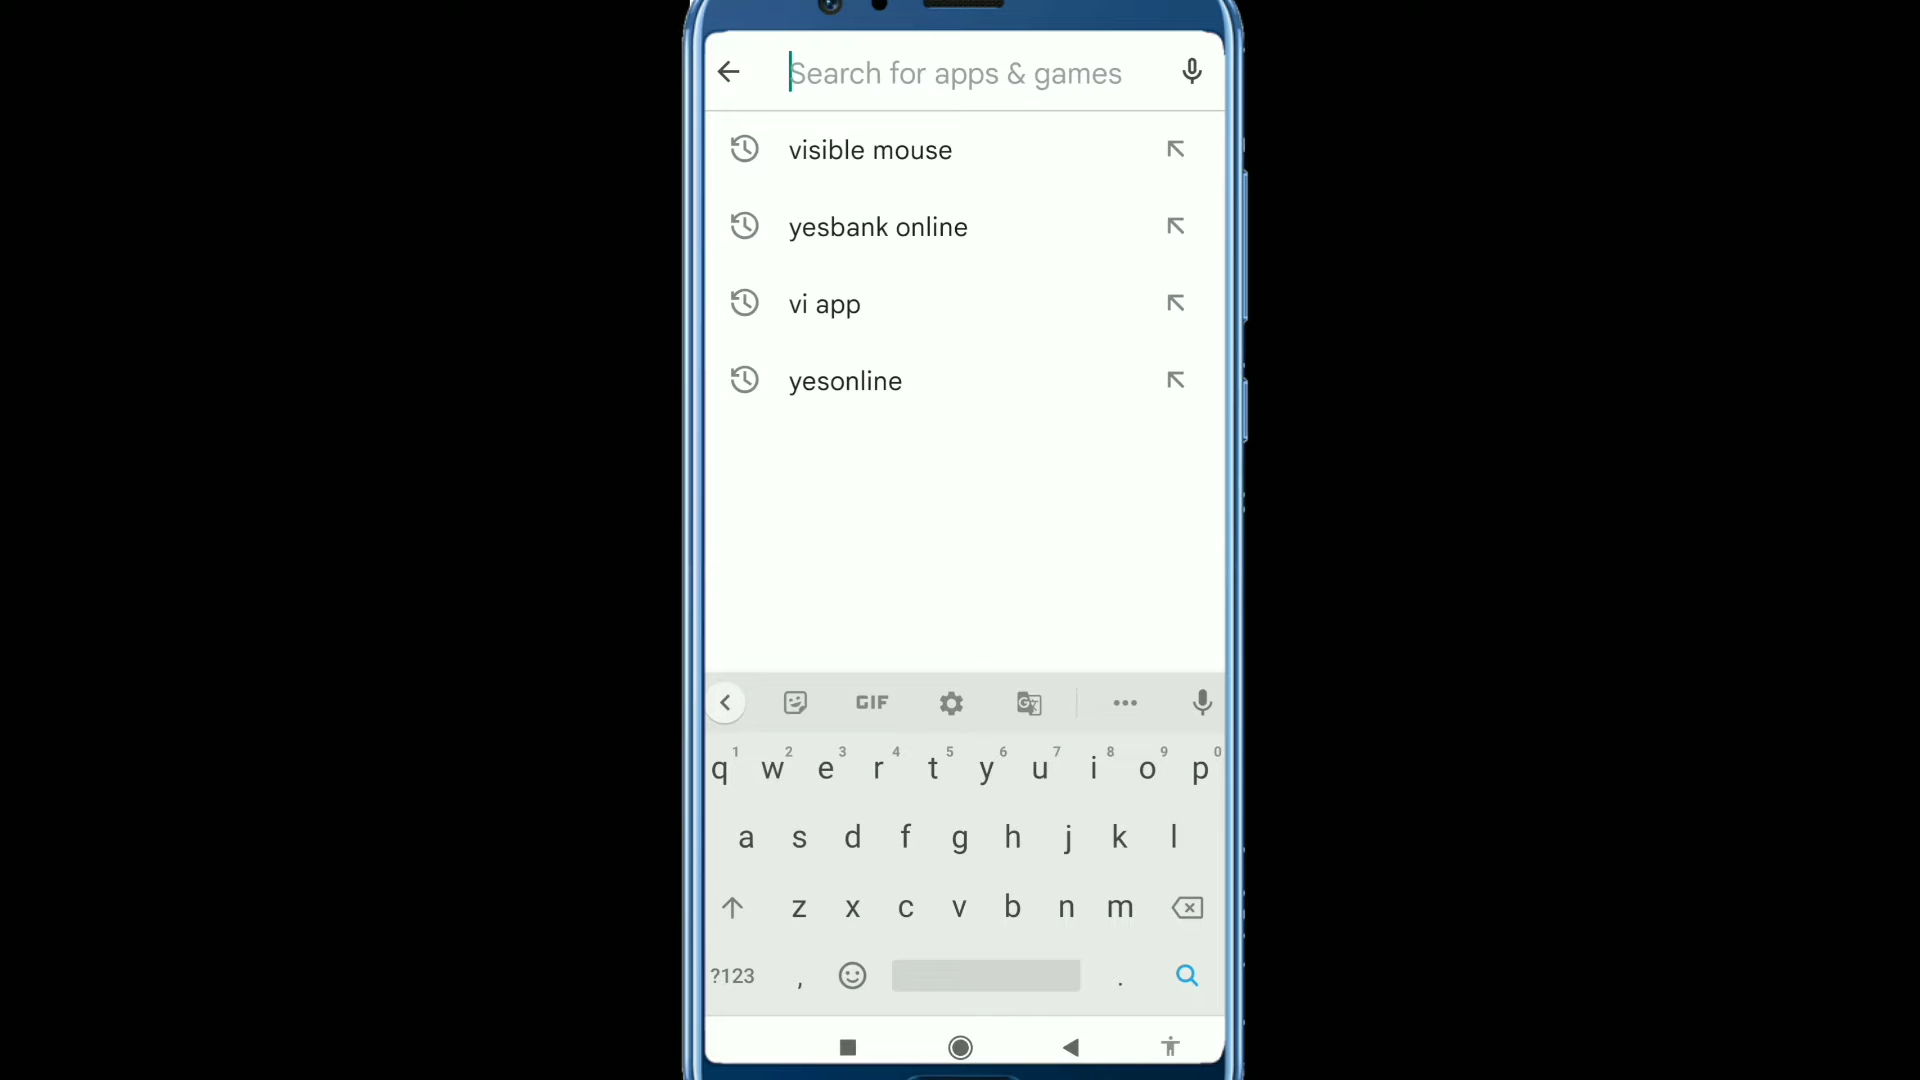 Search for apps & games
visible mouse
yesbank online
vi app
yesonline
GIF
1 2 3 4 5 6 7 8 9 0
q w e r t y u i o p
a s d f g h j k l
z x c v b n m
?123 , .